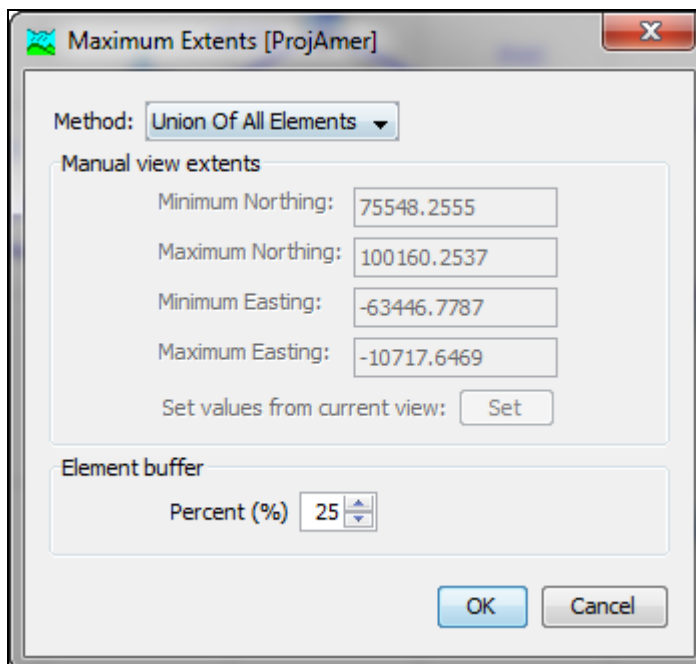 Maximum Extents [ProjAmer]
Method: Union Of All Elements
Manual view extents
Minimum Northing: 75548.2555
Maximum Northing: 100160.2537
Minimum Easting: -63446.7787
Maximum Easting: -10717.6469
Set values from current view: Set
Element buffer
Percent (%) 25
OK Cancel